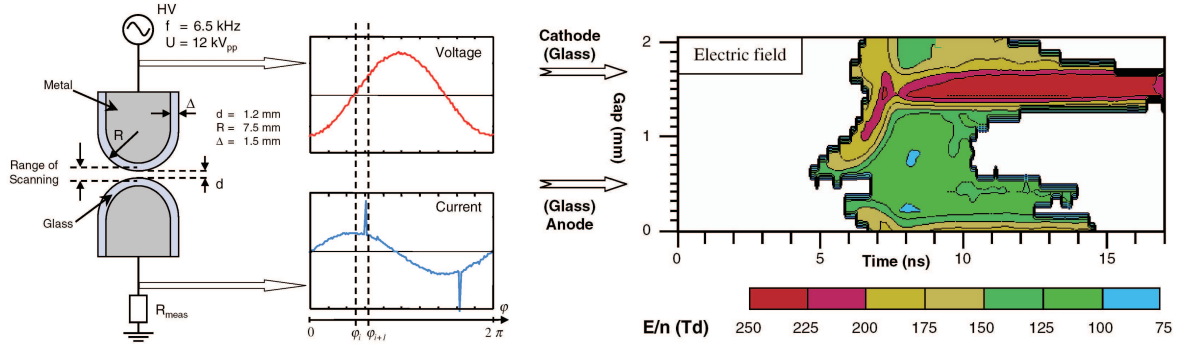 HV
f = 6.5 kHz
U = 12 kVpp
Metal
Δ
R
d = 1.2 mm
R = 7.5 mm
Δ = 1.5 mm
Range of
Scanning
d
Glass
Rmeas
Voltage
Current
0
φi
φi+1
2 π
φ
Cathode
(Glass)
(Glass)
Anode
Electric field
Gap (mm)
2
1
0
0
5
10
15
Time (ns)
E/n (Td)
250
225
200
175
150
125
100
75